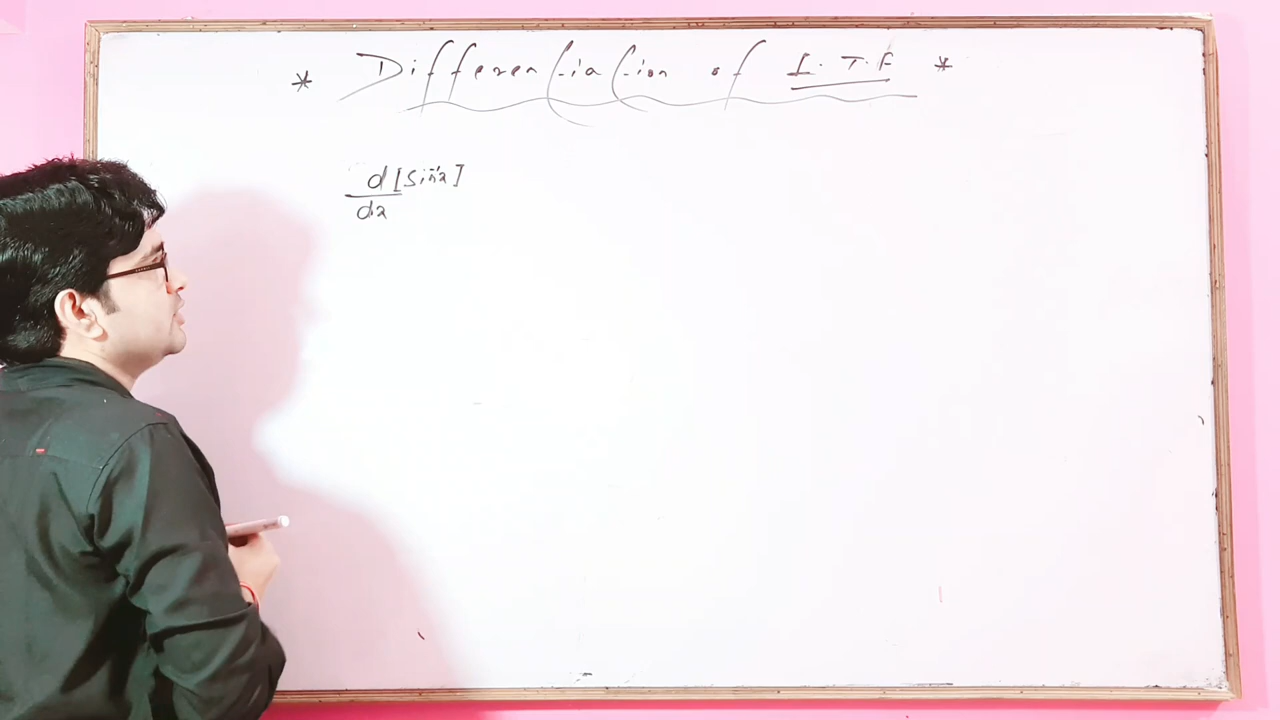 * Differentiation of I.T.F *
d [sin⁻¹x]
dx